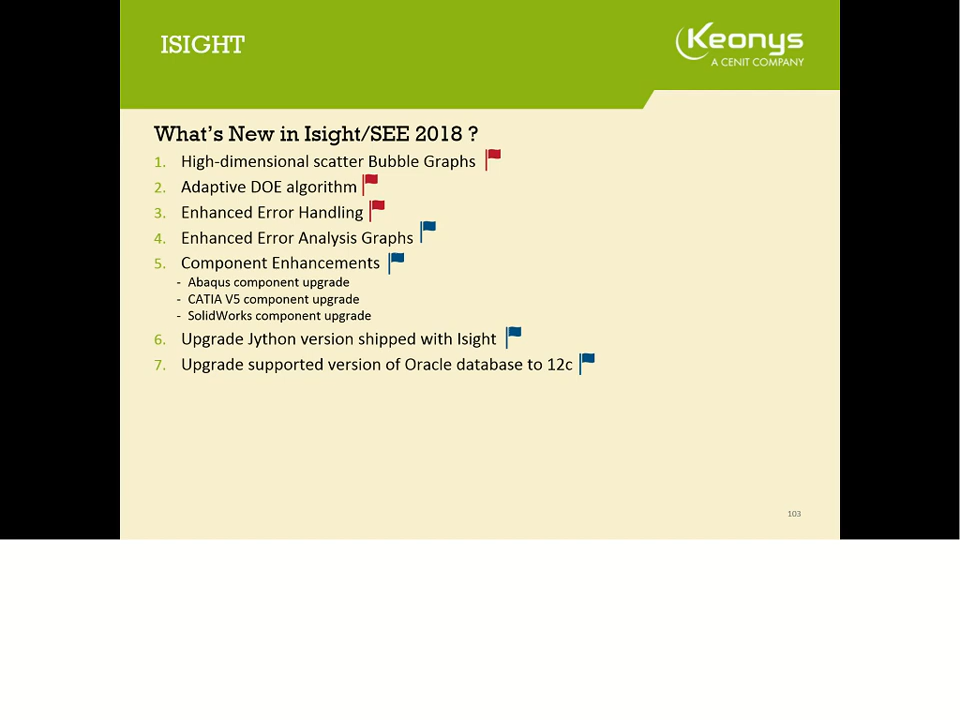 ISIGHT
Keonys
A CENIT COMPANY
What's New in Isight/SEE 2018 ?
1. High-dimensional scatter Bubble Graphs
2. Adaptive DOE algorithm
3. Enhanced Error Handling
4. Enhanced Error Analysis Graphs
5. Component Enhancements
- Abaqus component upgrade
- CATIA V5 component upgrade
- SolidWorks component upgrade
6. Upgrade Jython version shipped with Isight
7. Upgrade supported version of Oracle database to 12c
103